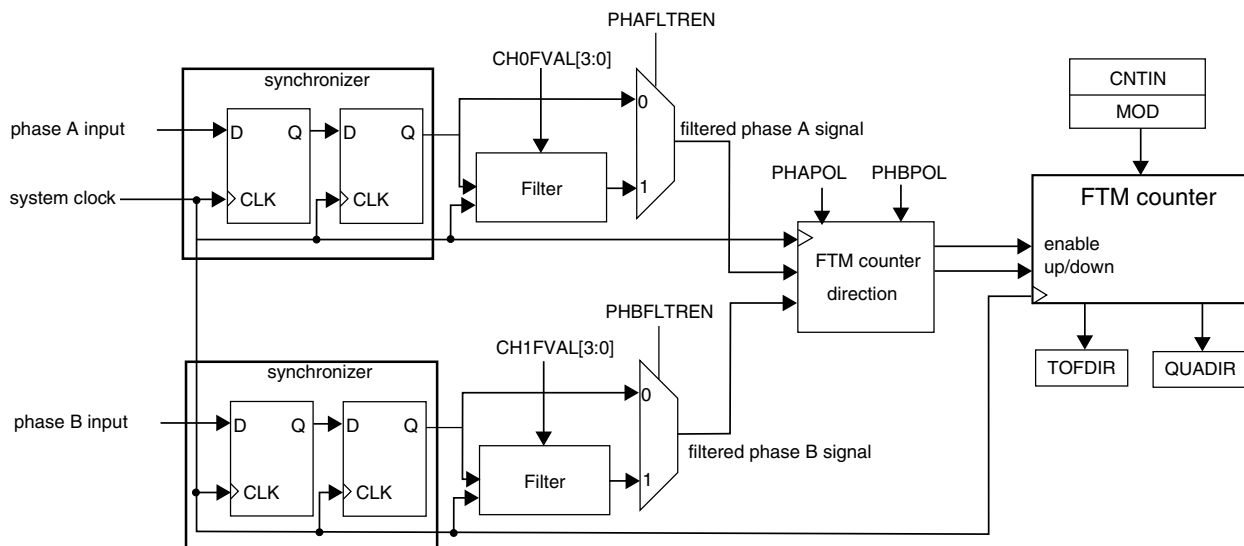 PHAFLTREN
CH0FVAL[3:0]
synchronizer
CNTIN
MOD
0
phase A input
D Q D Q
filtered phase A signal
Filter
1
system clock
CLK CLK
PHAPOL PHBPOL
FTM counter
enable
up/down
FTM counter
direction
PHBFLTREN
CH1FVAL[3:0]
synchronizer
TOFDIR QUADIR
0
phase B input
D Q D Q
filtered phase B signal
Filter
1
CLK CLK